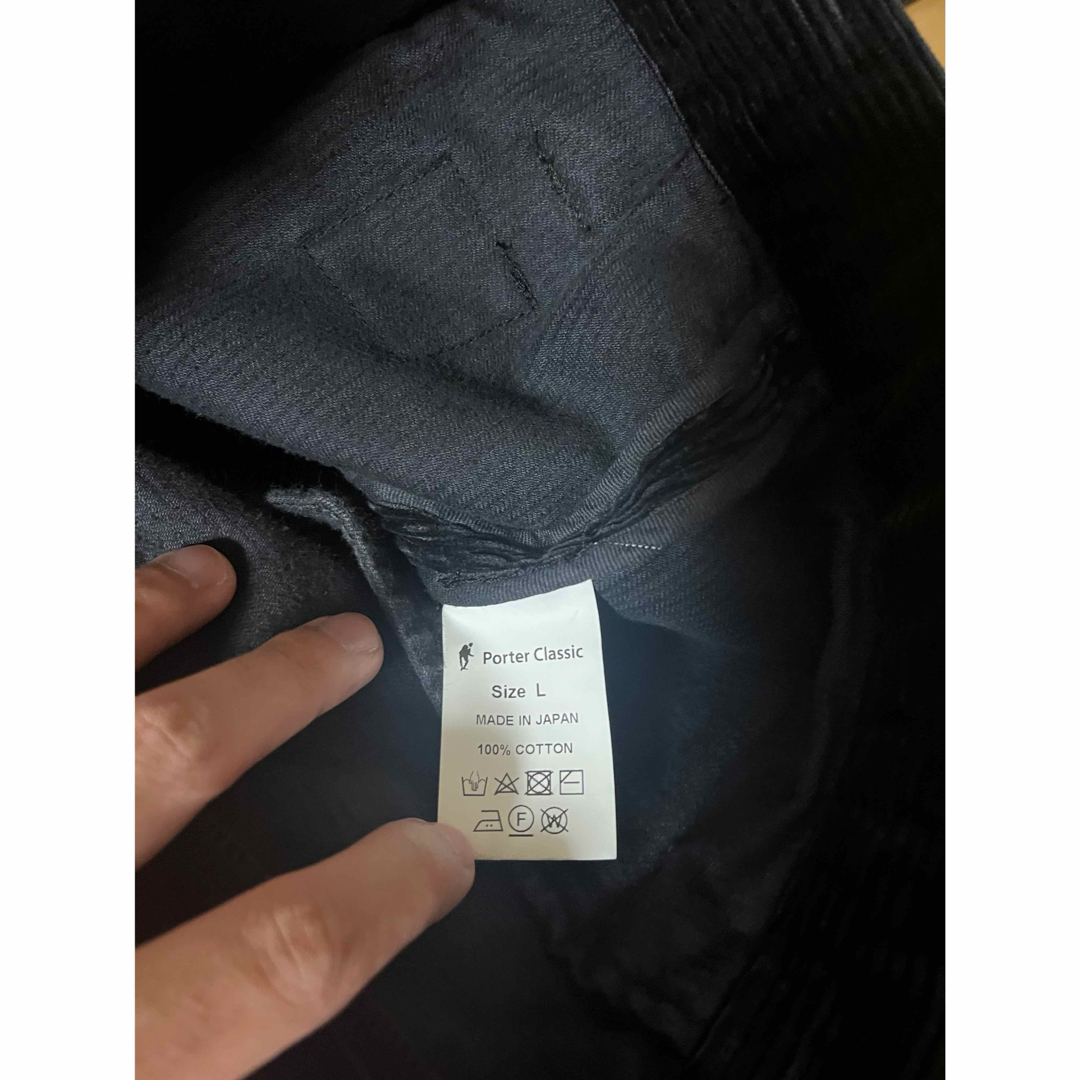 Porter Classic
Size L
MADE IN JAPAN
100% COTTON
F W